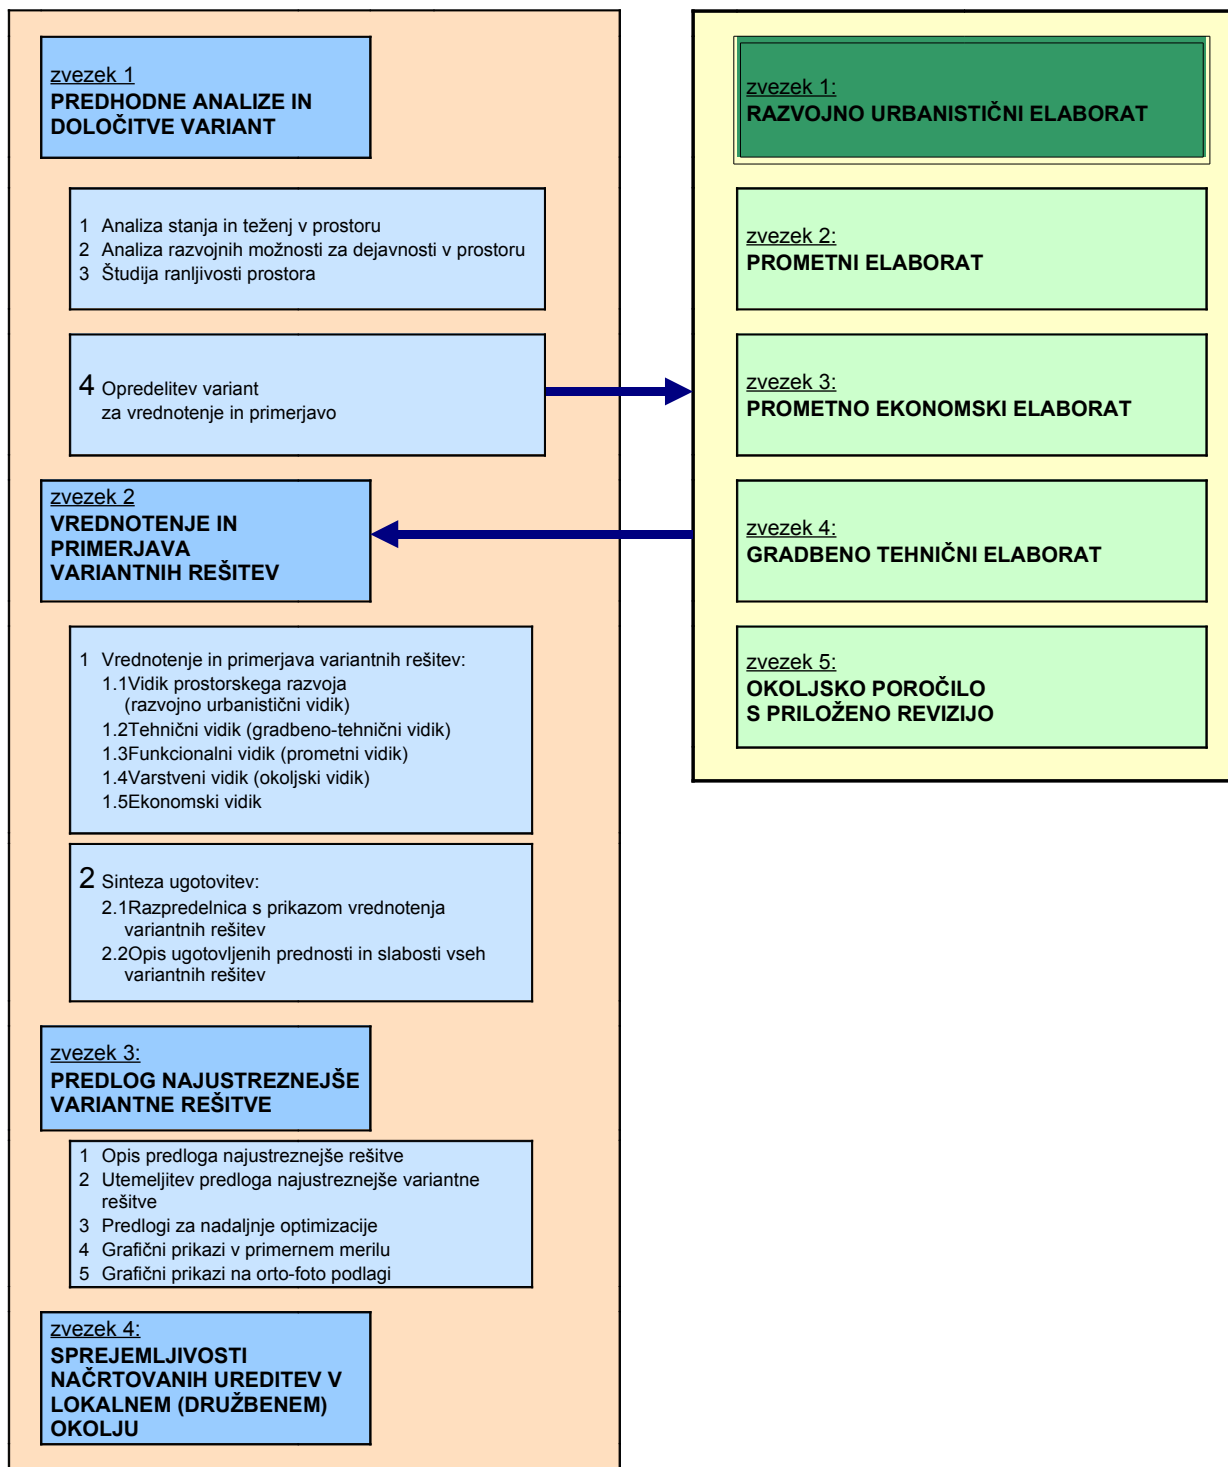 zvezek 1
PREDHODNE ANALIZE IN
DOLOČITVE VARIANT
1 Analiza stanja in teženj v prostoru
2 Analiza razvojnih možnosti za dejavnosti v prostoru
3 Študija ranljivosti prostora
4 Opredelitev variant
za vrednotenje in primerjavo
zvezek 2
VREDNOTENJE IN
PRIMERJAVA
VARIANTNIH REŠITEV
1 Vrednotenje in primerjava variantnih rešitev:
1.1Vidik prostorskega razvoja
(razvojno urbanistični vidik)
1.2Tehnični vidik (gradbeno-tehnični vidik)
1.3Funkcionalni vidik (prometni vidik)
1.4Varstveni vidik (okoljski vidik)
1.5Ekonomski vidik
2 Sinteza ugotovitev:
2.1Razpredelnica s prikazom vrednotenja
variantnih rešitev
2.2Opis ugotovljenih prednosti in slabosti vseh
variantnih rešitev
zvezek 3:
PREDLOG NAJUSTREZNEJŠE
VARIANTNE REŠITVE
1 Opis predloga najustreznejše rešitve
2 Utemeljitev predloga najustreznejše variantne
rešitve
3 Predlogi za nadaljnje optimizacije
4 Grafični prikazi v primernem merilu
5 Grafični prikazi na orto-foto podlagi
zvezek 4:
SPREJEMLJIVOSTI
NAČRTOVANIH UREDITEV V
LOKALNEM (DRUŽBENEM)
OKOLJU
zvezek 1:
RAZVOJNO URBANISTIČNI ELABORAT
zvezek 2:
PROMETNI ELABORAT
zvezek 3:
PROMETNO EKONOMSKI ELABORAT
zvezek 4:
GRADBENO TEHNIČNI ELABORAT
zvezek 5:
OKOLJSKO POROČILO
S PRILOŽENO REVIZIJO